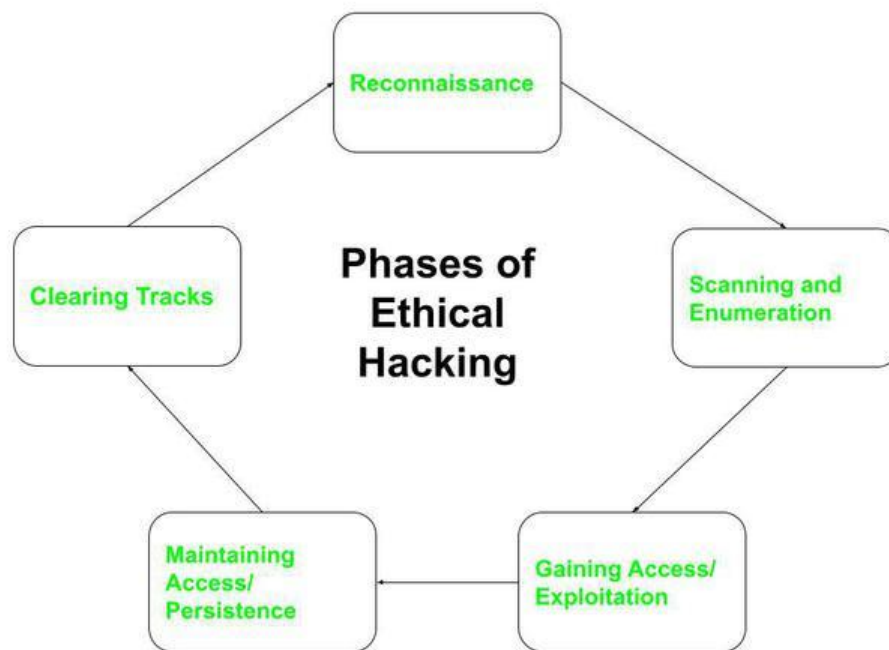 Reconnaissance
Scanning and
Enumeration
Gaining Access/
Exploitation
Maintaining
Access/
Persistence
Clearing Tracks
Phases of
Ethical
Hacking